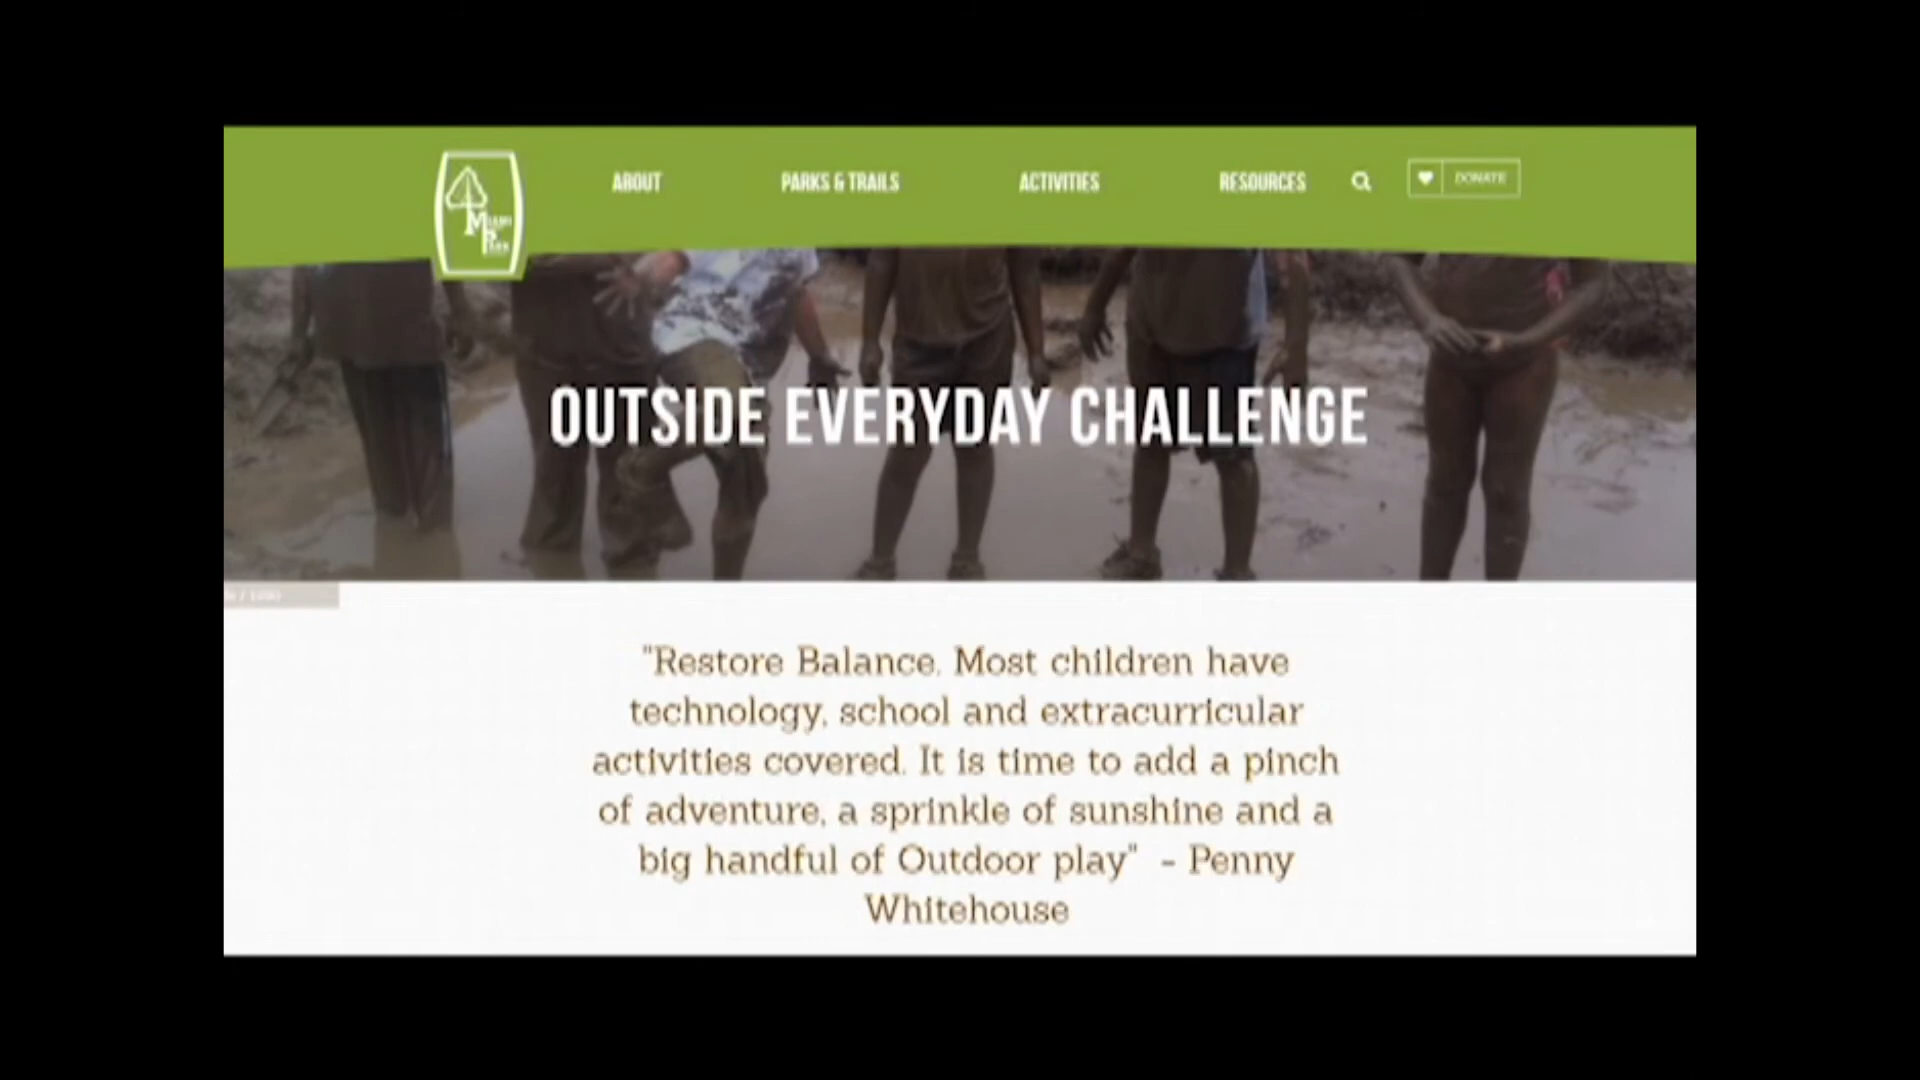 ABOUT
PARKS & TRAILS
ACTIVITIES
RESOURCES
DONATE
OUTSIDE EVERYDAY CHALLENGE
"Restore Balance. Most children have
technology, school and extracurricular
activities covered. It is time to add a pinch
of adventure, a sprinkle of sunshine and a
big handful of Outdoor play" - Penny
Whitehouse